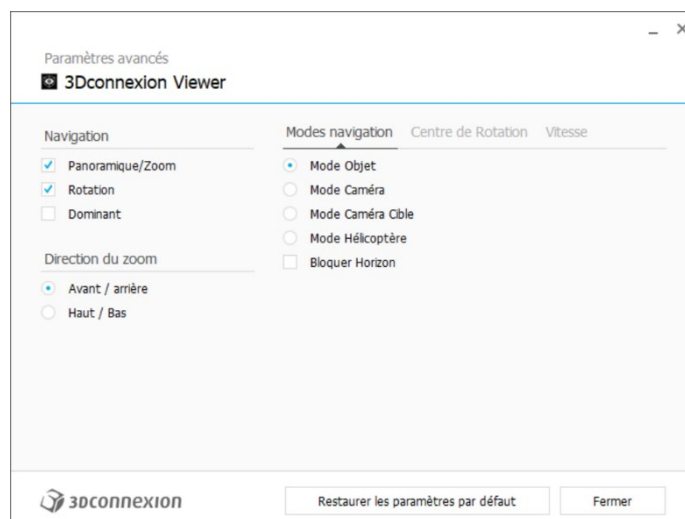 Paramètres avancés
3Dconnexion Viewer
Navigation
Panoramique/Zoom
Rotation
Dominant
Direction du zoom
Avant / arrière
Haut / Bas
Modes navigation Centre de Rotation Vitesse
Mode Objet
Mode Caméra
Mode Caméra Cible
Mode Hélicoptère
Bloquer Horizon
3Dconnexion
Restaurer les paramètres par défaut Fermer